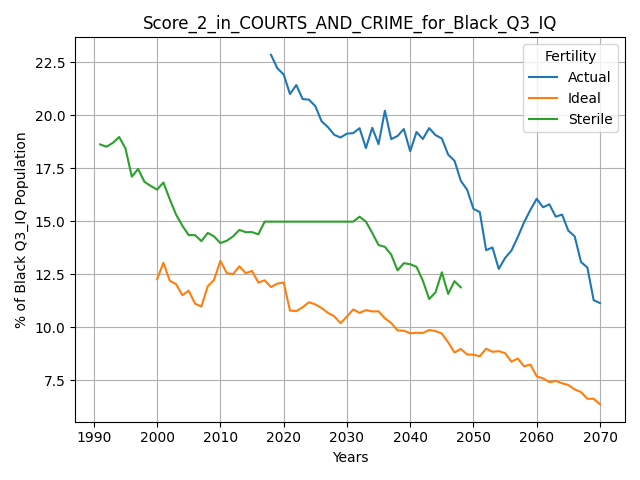 Score_2_in_COURTS_AND_CRIME_for_Black_Q3_IQ
Fertility
Actual
Ideal
Sterile
% of Black Q3_IQ Population
22.5
20.0
17.5
15.0
12.5
10.0
7.5
1990 2000 2010 2020 2030 2040 2050 2060 2070
Years